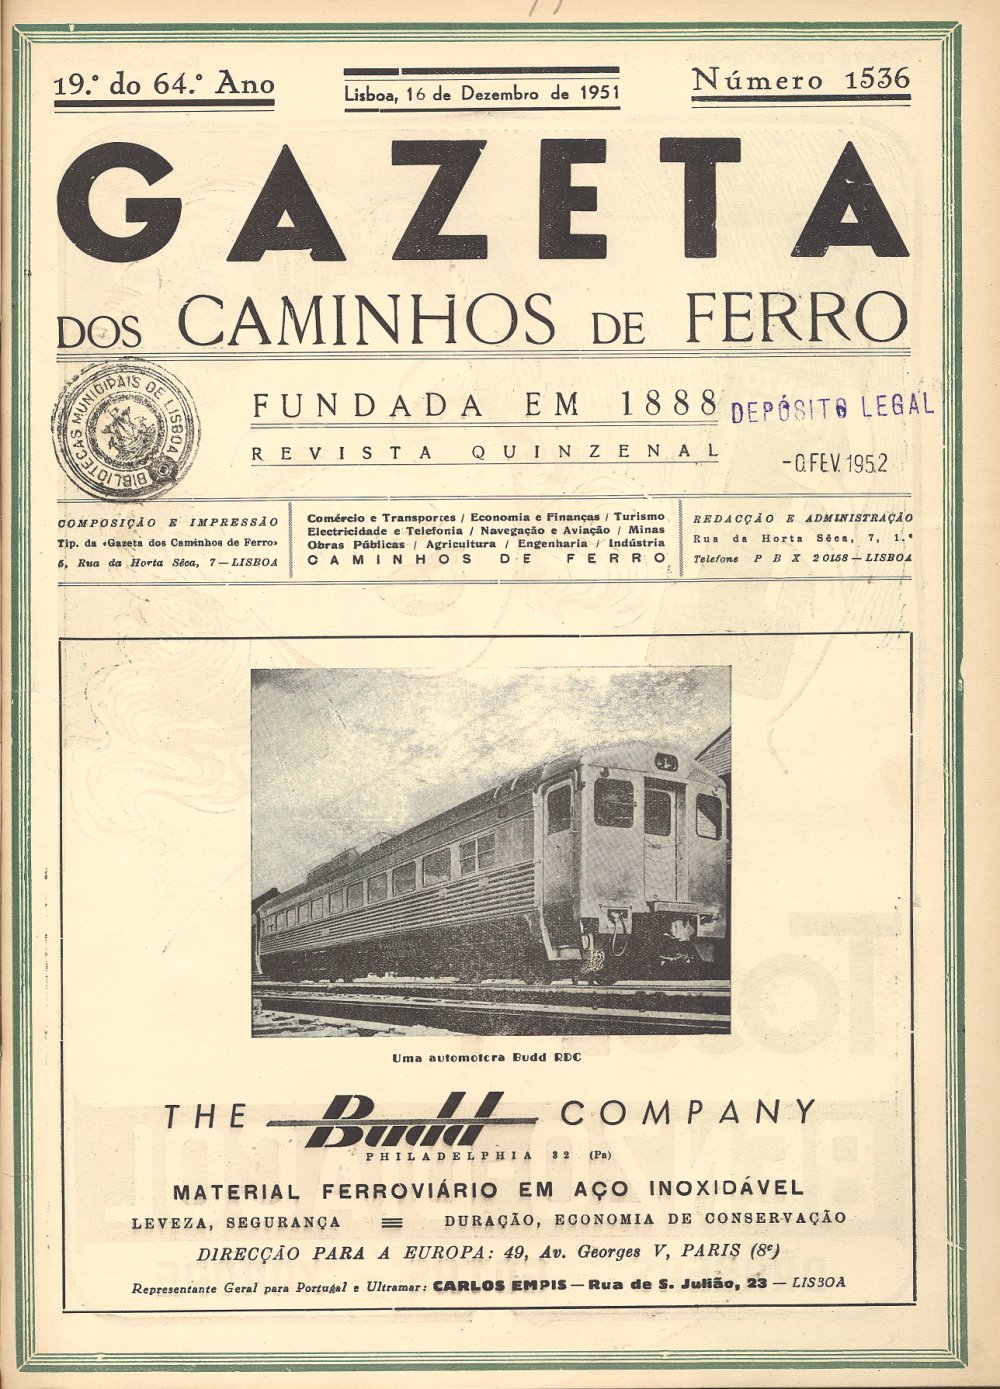 19.º do 64.º Ano
Lisboa, 16 de Dezembro de 1951
Número 1536
GAZETA
DOS CAMINHOS DE FERRO
FUNDADA EM 1888
REVISTA QUINZENAL
BIBLIOTECAS MUNICIPAIS DE LISBOA
DEPÓSITO LEGAL
FEV. 1952
COMPOSIÇÃO E IMPRESSÃO
Tip. da «Gazeta dos Caminhos de Ferro»
5, Rua da Horta Sêca, 7 — LISBOA
Comércio e Transportes / Economia e Finanças / Turismo
Electricidade e Telefonia / Navegação e Aviação / Minas
Obras Públicas / Agricultura / Engenharia / Indústria
CAMINHOS DE FERRO
REDACÇÃO E ADMINISTRAÇÃO
Rua da Horta Sêca, 7, 1.º
Telefone P B X 20158 — LISBOA
Uma automotora Budd RDC
THE Budd COMPANY
PHILADELPHIA 32 (Pa)
MATERIAL FERROVIÁRIO EM AÇO INOXIDÁVEL
LEVEZA, SEGURANÇA DURAÇÃO, ECONOMIA DE CONSERVAÇÃO
DIRECÇÃO PARA A EUROPA: 49, Av. Georges V, PARIS (8e)
Representante Geral para Portugal e Ultramar: CARLOS EMPIS — Rua de S. Julião, 23 — LISBOA